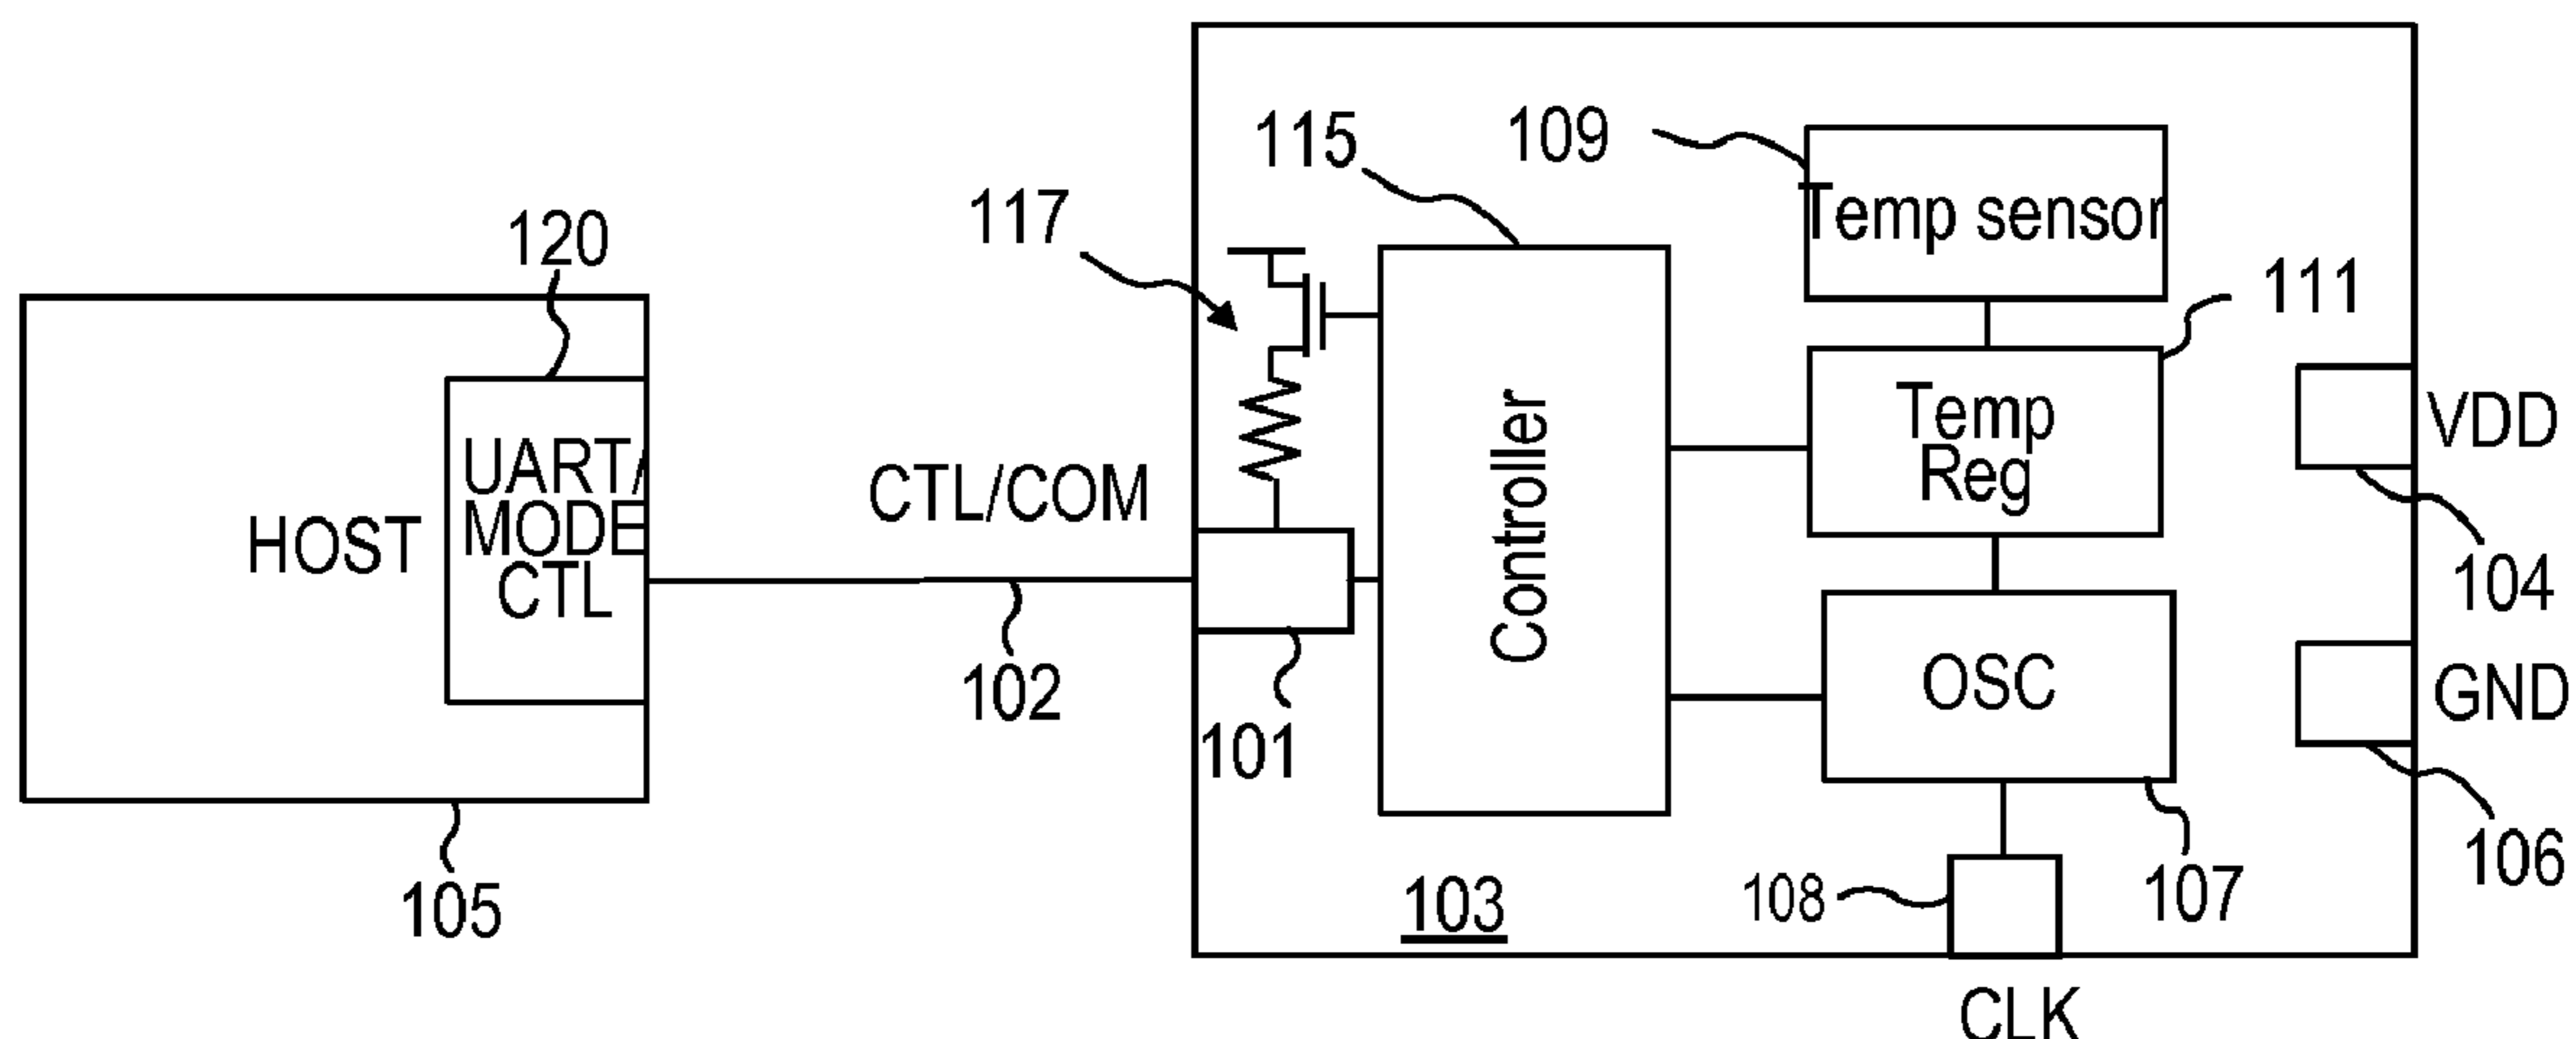 115
109
Temp sensor
117
120
111
UART/
MODE
CTL
HOST
CTL/COM
Controller
Temp
Reg
VDD
104
102
101
OSC
GND
106
105
103
108
107
CLK